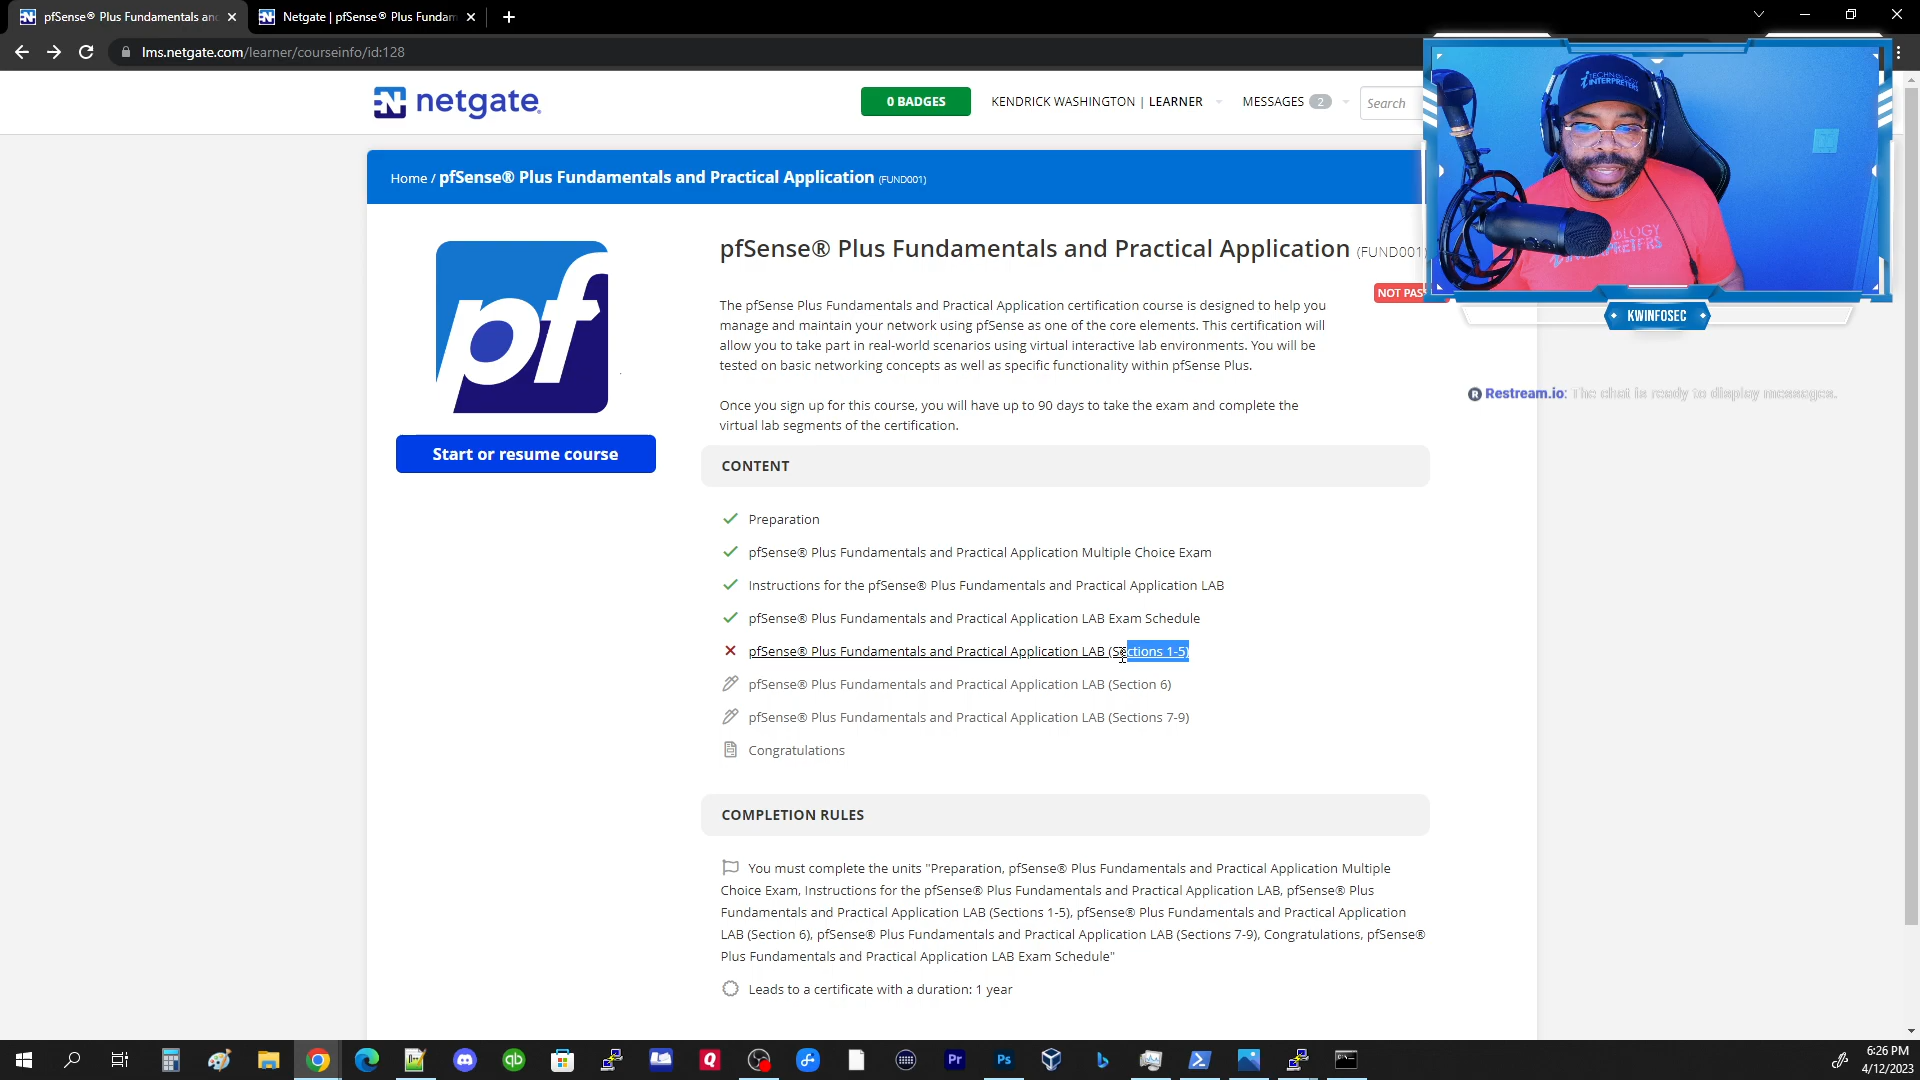 pfSense® Plus Fundamentals and
Netgate | pfSense® Plus Fundam
lms.netgate.com/learner/courseinfo/id:128
netgate
0 BADGES
KENDRICK WASHINGTON | LEARNER
MESSAGES 2
Search
Home / pfSense® Plus Fundamentals and Practical Application (FUND001)
pf
Start or resume course
pfSense® Plus Fundamentals and Practical Application (FUND001)
NOT PAS
The pfSense Plus Fundamentals and Practical Application certification course is designed to help you
manage and maintain your network using pfSense as one of the core elements. This certification will
allow you to take part in real-world scenarios using virtual interactive lab environments. You will be
tested on basic networking concepts as well as specific functionality within pfSense Plus.
Once you sign up for this course, you will have up to 90 days to take the exam and complete the
virtual lab segments of the certification.
CONTENT
Preparation
pfSense® Plus Fundamentals and Practical Application Multiple Choice Exam
Instructions for the pfSense® Plus Fundamentals and Practical Application LAB
pfSense® Plus Fundamentals and Practical Application LAB Exam Schedule
pfSense® Plus Fundamentals and Practical Application LAB (Sections 1-5)
pfSense® Plus Fundamentals and Practical Application LAB (Section 6)
pfSense® Plus Fundamentals and Practical Application LAB (Sections 7-9)
Congratulations
COMPLETION RULES
You must complete the units "Preparation, pfSense® Plus Fundamentals and Practical Application Multiple
Choice Exam, Instructions for the pfSense® Plus Fundamentals and Practical Application LAB, pfSense® Plus
Fundamentals and Practical Application LAB (Sections 1-5), pfSense® Plus Fundamentals and Practical Application
LAB (Section 6), pfSense® Plus Fundamentals and Practical Application LAB (Sections 7-9), Congratulations, pfSense®
Plus Fundamentals and Practical Application LAB Exam Schedule"
Leads to a certificate with a duration: 1 year
TECHNOLOGY
INTERPRETERS
KWINFOSEC
Restream.io: The chat is ready to display messages.
qb
Q
Pr
Ps
6:26 PM
4/12/2023